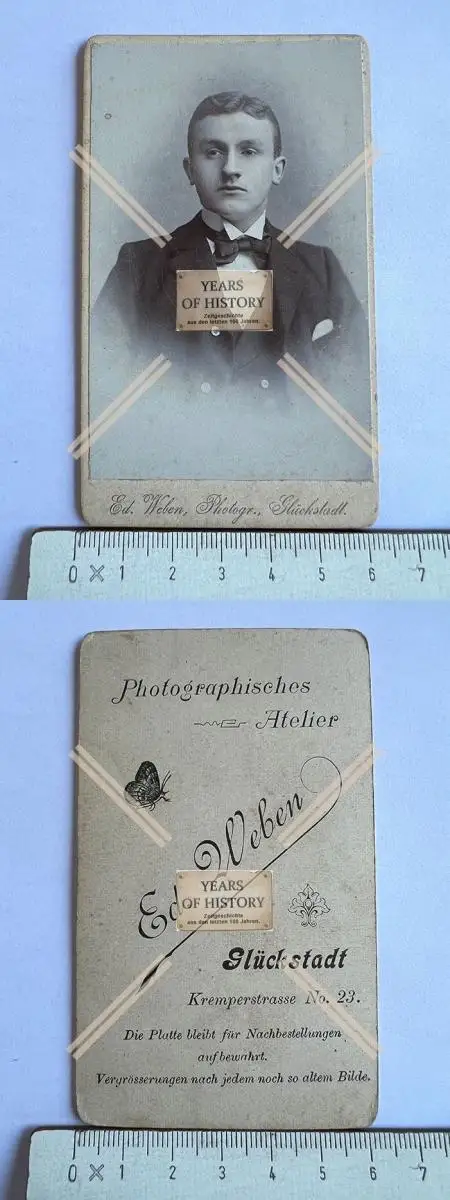 YEARS
OF HISTORY
Zeitgeschichte
aus den letzten 100 Jahren.
Ed. Weben, Photogr., Glückstadt.
0 1 2 3 4 5 6 7
Photographisches
Atelier
Ed. Weben
YEARS
OF HISTORY
Zeitgeschichte
aus den letzten 100 Jahren.
Glückstadt
Kremperstrasse No. 23.
Die Platte bleibt für Nachbestellungen
aufbewahrt.
Vergrösserungen nach jedem noch so altem Bilde.
0 1 2 3 4 5 6 7